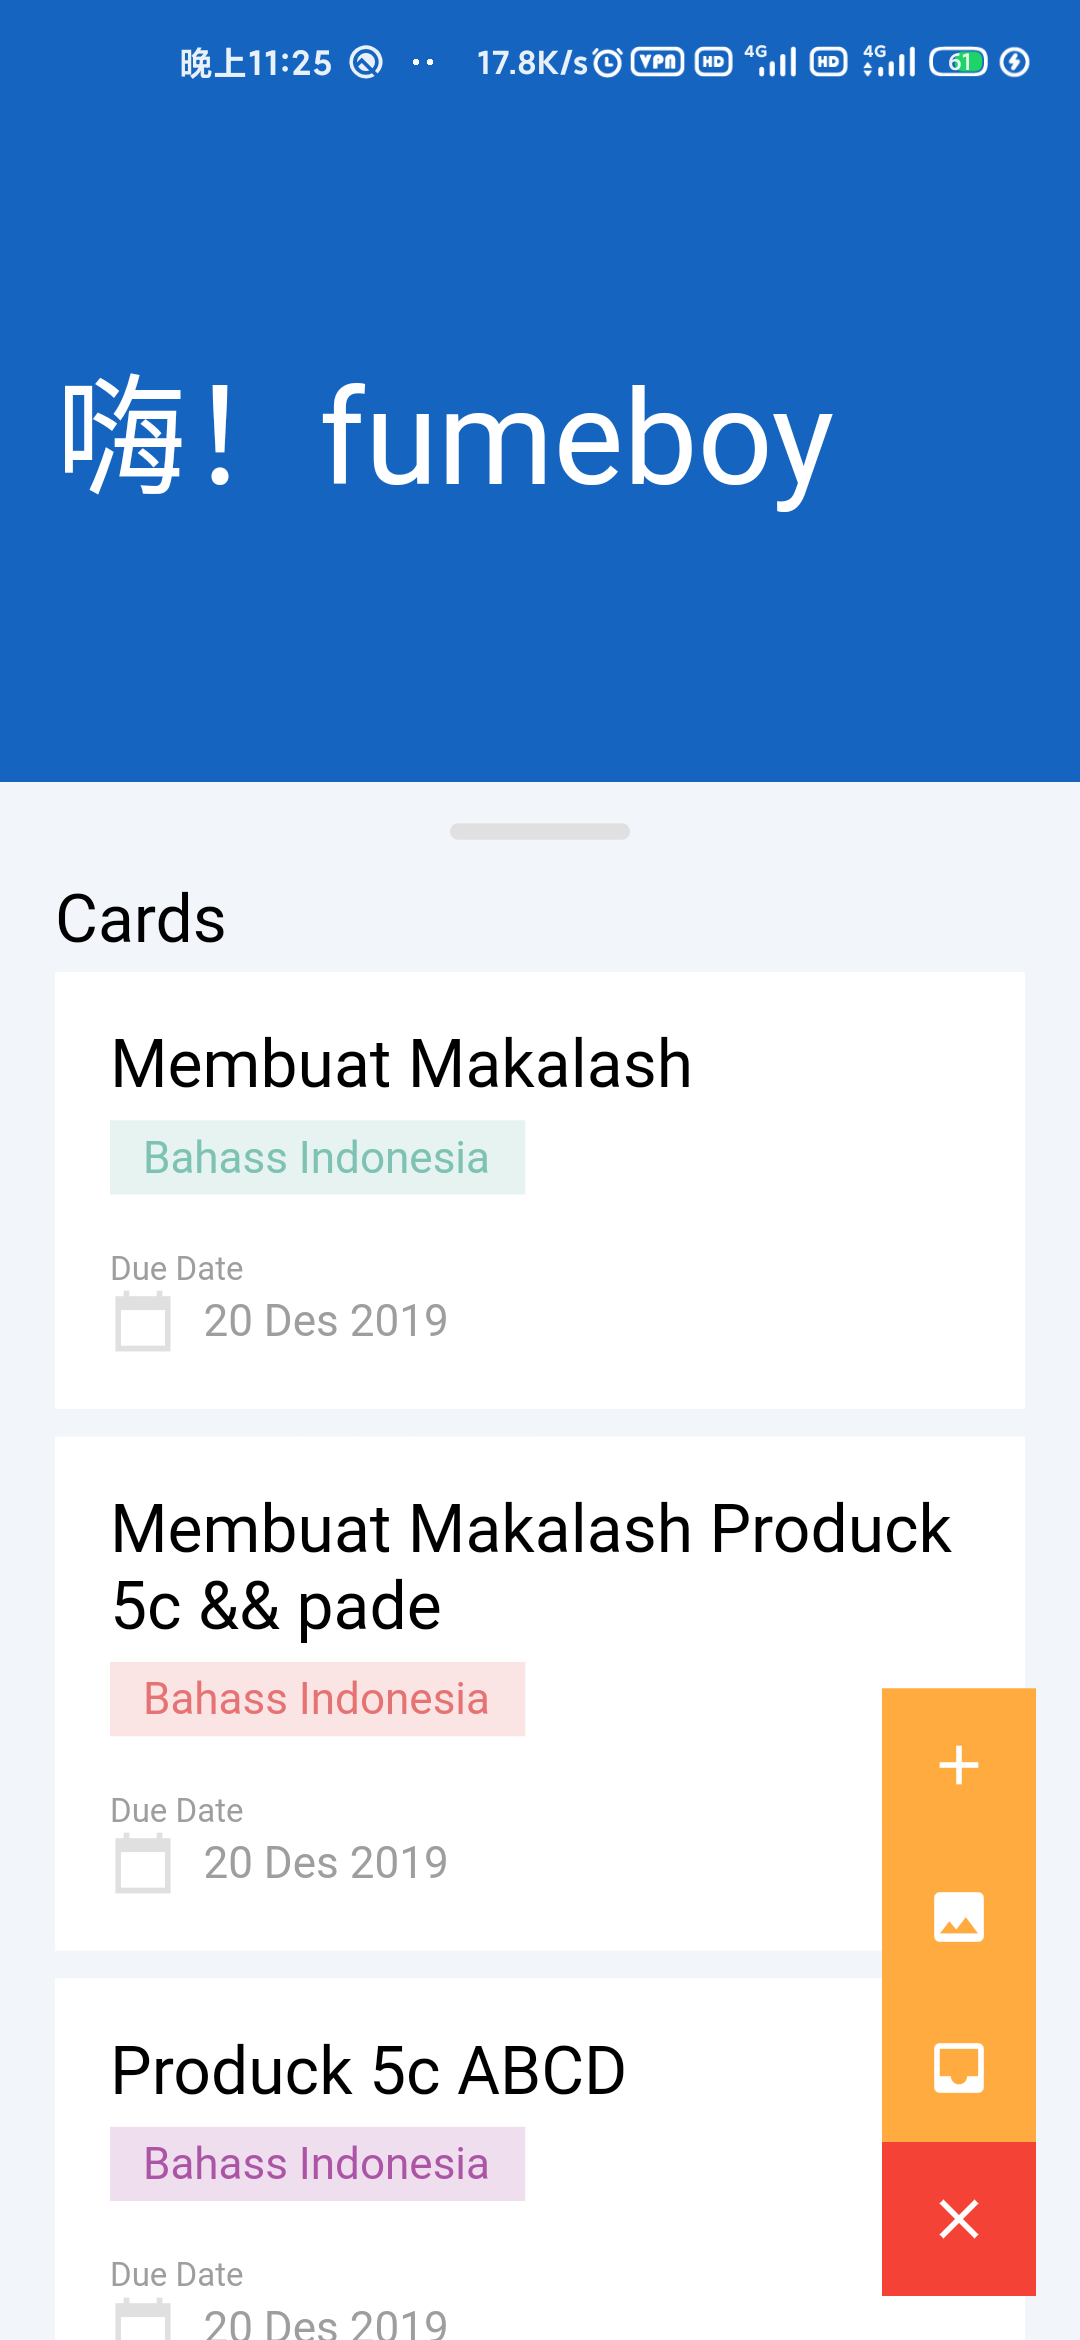 晚上11:25 17.8K/s VPN HD 4G HD 4G 61
嗨！ fumeboy
Cards
Membuat Makalash
Bahass Indonesia
Due Date
20 Des 2019
Membuat Makalash Produck
5c && pade
Bahass Indonesia
Due Date
20 Des 2019
Produck 5c ABCD
Bahass Indonesia
Due Date
20 Des 2019